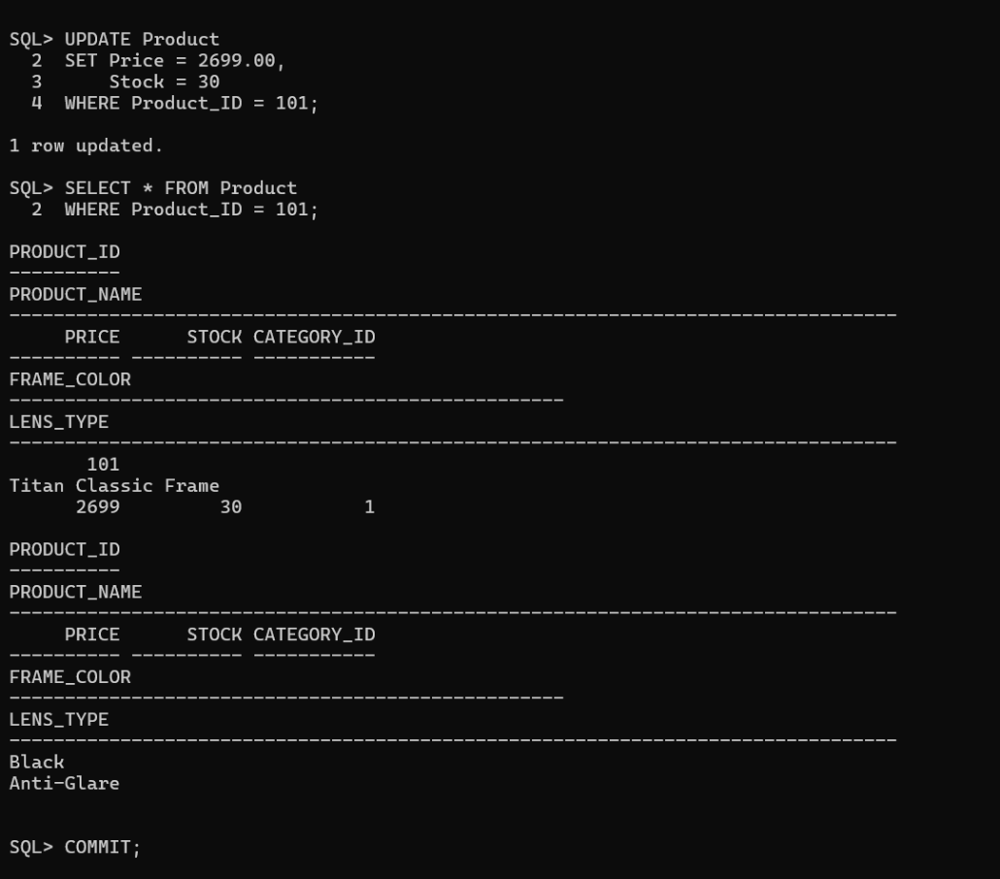 SQL> UPDATE Product
  2  SET Price = 2699.00,
  3      Stock = 30
  4  WHERE Product_ID = 101;
1 row updated.
SQL> SELECT * FROM Product
  2  WHERE Product_ID = 101;
PRODUCT_ID
----------
PRODUCT_NAME
--------------------------------------------------------------------------------
     PRICE      STOCK CATEGORY_ID
---------- ---------- -----------
FRAME_COLOR
--------------------------------------------------
LENS_TYPE
--------------------------------------------------------------------------------
       101
Titan Classic Frame
      2699         30           1
PRODUCT_ID
----------
PRODUCT_NAME
--------------------------------------------------------------------------------
     PRICE      STOCK CATEGORY_ID
---------- ---------- -----------
FRAME_COLOR
--------------------------------------------------
LENS_TYPE
--------------------------------------------------------------------------------
Black
Anti-Glare
SQL> COMMIT;